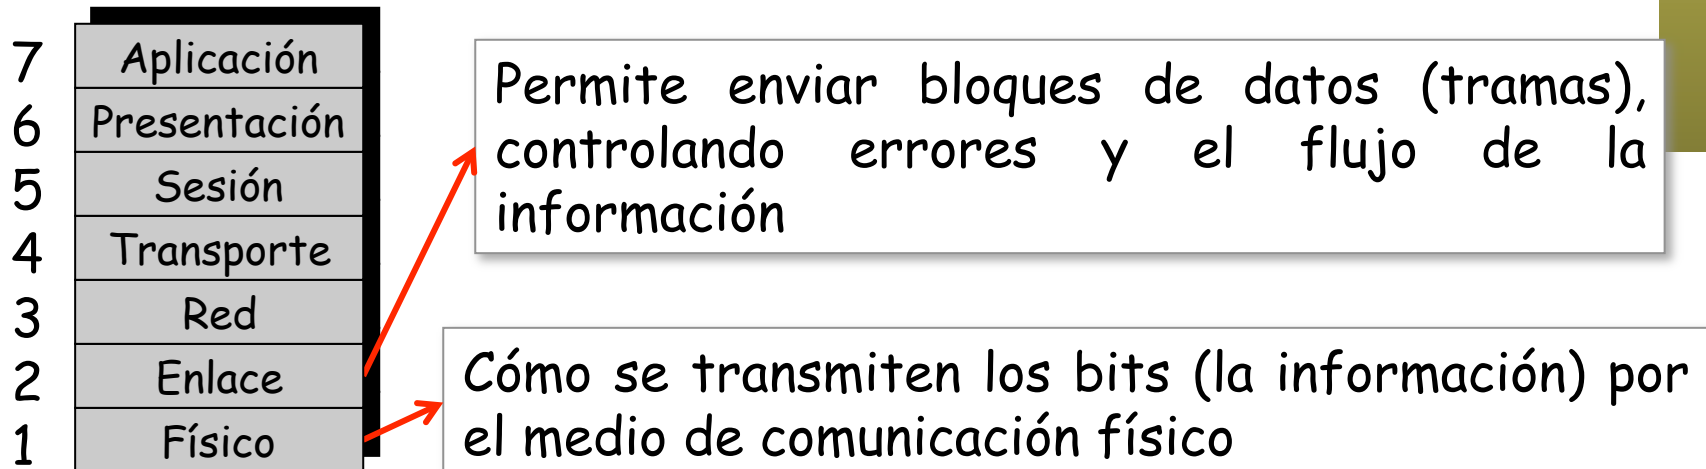 7 Aplicación
6 Presentación
5 Sesión
4 Transporte
3 Red
2 Enlace
1 Físico
Permite enviar bloques de datos (tramas),
controlando errores y el flujo de la
información
Cómo se transmiten los bits (la información) por
el medio de comunicación físico